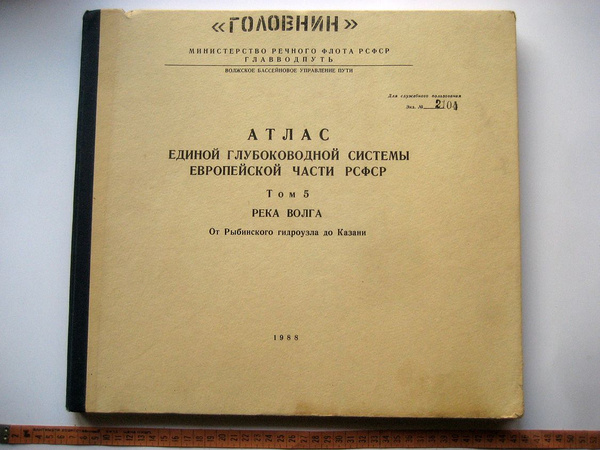 «ГОЛОВНИН»
МИНИСТЕРСТВО РЕЧНОГО ФЛОТА РСФСР
ГЛАВВОДПУТЬ
ВОЛЖСКОЕ БАССЕЙНОВОЕ УПРАВЛЕНИЕ ПУТИ
Для служебного пользования
Экз. № 2104
АТЛАС
ЕДИНОЙ ГЛУБОКОВОДНОЙ СИСТЕМЫ
ЕВРОПЕЙСКОЙ ЧАСТИ РСФСР
Том 5
РЕКА ВОЛГА
От Рыбинского гидроузла до Казани
1988